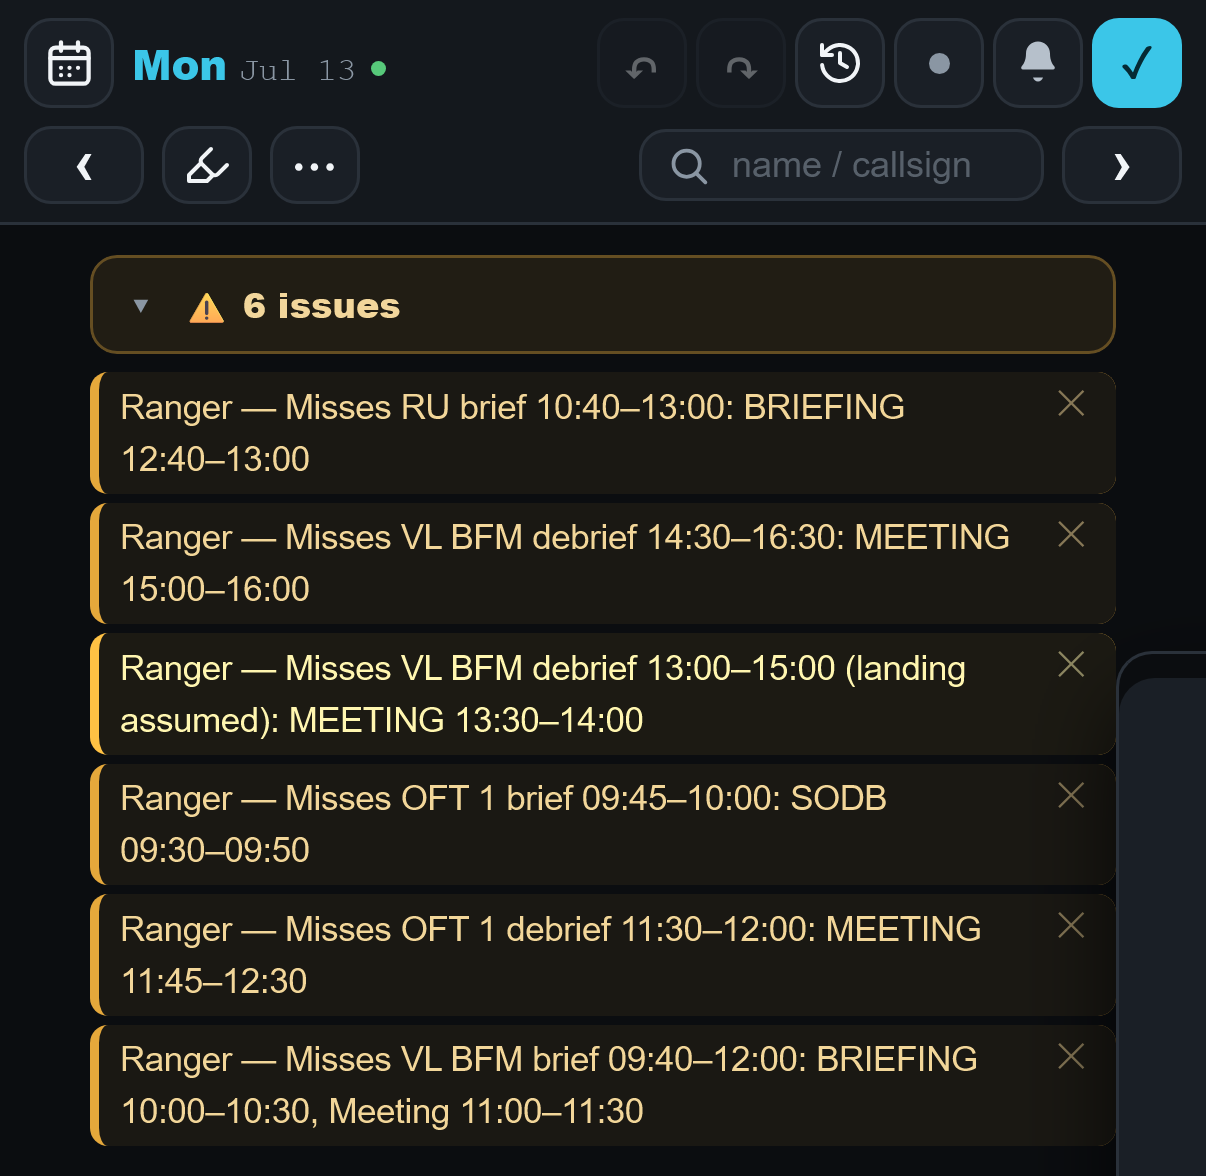 Mon Jul 13
name / callsign
6 issues
Ranger — Misses RU brief 10:40–13:00: BRIEFING
12:40–13:00
Ranger — Misses VL BFM debrief 14:30–16:30: MEETING
15:00–16:00
Ranger — Misses VL BFM debrief 13:00–15:00 (landing
assumed): MEETING 13:30–14:00
Ranger — Misses OFT 1 brief 09:45–10:00: SODB
09:30–09:50
Ranger — Misses OFT 1 debrief 11:30–12:00: MEETING
11:45–12:30
Ranger — Misses VL BFM brief 09:40–12:00: BRIEFING
10:00–10:30, Meeting 11:00–11:30